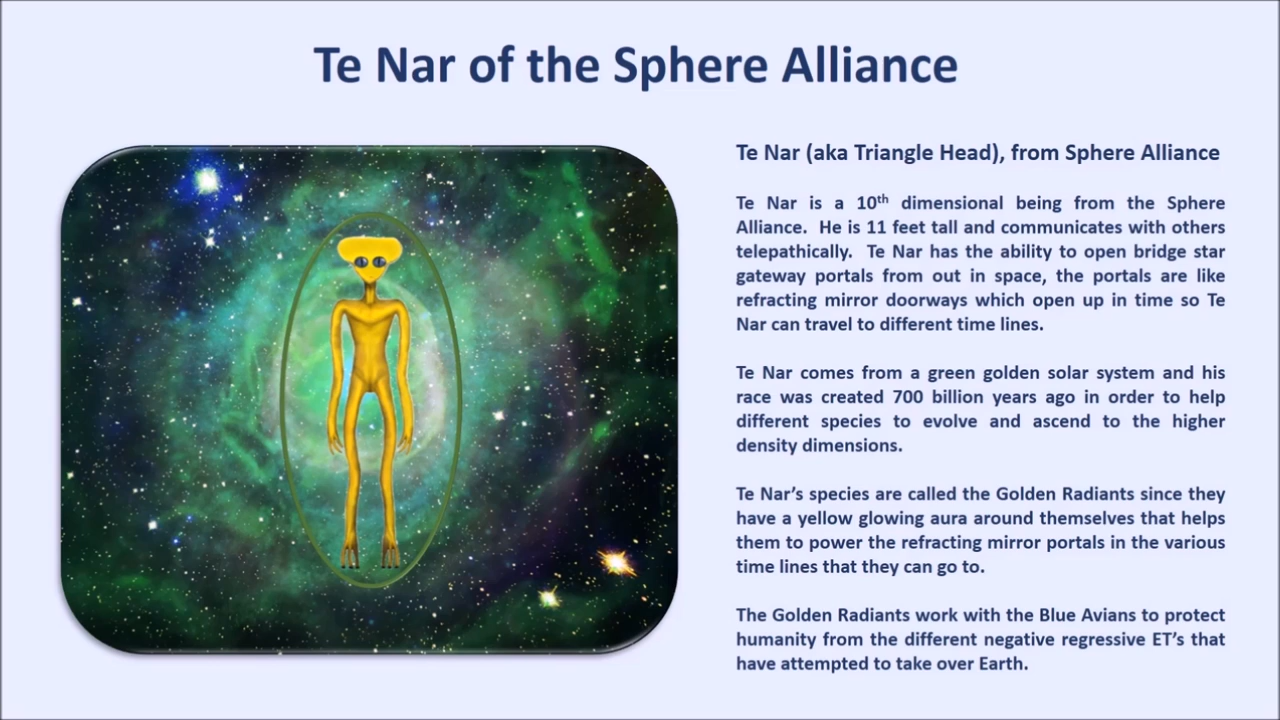 Te Nar of the Sphere Alliance
Te Nar (aka Triangle Head), from Sphere Alliance
Te Nar is a 10th dimensional being from the Sphere
Alliance. He is 11 feet tall and communicates with others
telepathically. Te Nar has the ability to open bridge star
gateway portals from out in space, the portals are like
refracting mirror doorways which open up in time so Te
Nar can travel to different time lines.
Te Nar comes from a green golden solar system and his
race was created 700 billion years ago in order to help
different species to evolve and ascend to the higher
density dimensions.
Te Nar’s species are called the Golden Radiants since they
have a yellow glowing aura around themselves that helps
them to power the refracting mirror portals in the various
time lines that they can go to.
The Golden Radiants work with the Blue Avians to protect
humanity from the different negative regressive ET’s that
have attempted to take over Earth.